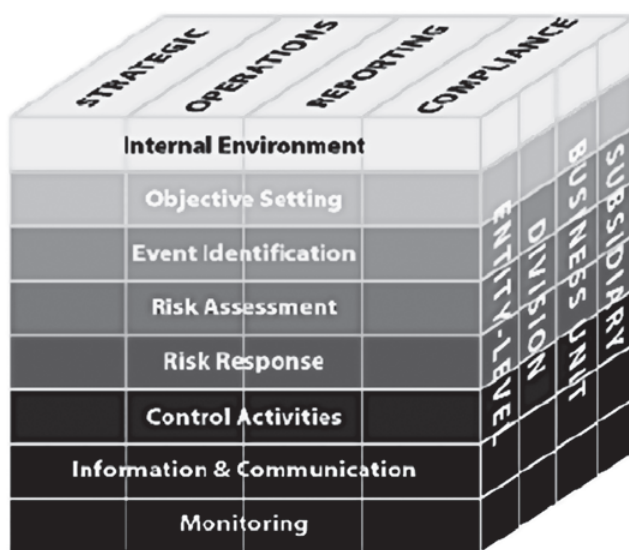 STRATEGIC
OPERATIONS
REPORTING
COMPLIANCE
Internal Environment
Objective Setting
Event Identification
Risk Assessment
Risk Response
Control Activities
Information & Communication
Monitoring
ENTITY-LEVEL
DIVISION
BUSINESS UNIT
SUBSIDIARY